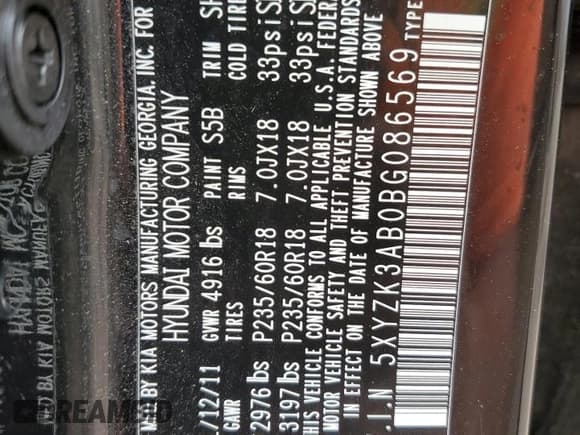 BY KIA MOTORS MANUFACTURING GEORGIA, INC. FOR
HYUNDAI MOTOR COMPANY
/12/11 GVWR 4916 lbs PAINT S5B TRIM
GAWR TIRES RIMS COLD TIRE
2976 lbs P235/60R18 7.0JX18 33psi
3197 lbs P235/60R18 7.0JX18 33psi
THIS VEHICLE CONFORMS TO ALL APPLICABLE U.S.A. FEDER
MOTOR VEHICLE SAFETY AND THEFT PREVENTION STANDARDS
IN EFFECT ON THE DATE OF MANUFACTURE SHOWN ABOVE
.I.N 5XYZK3AB0BG086569 TYPE
DREAMBID